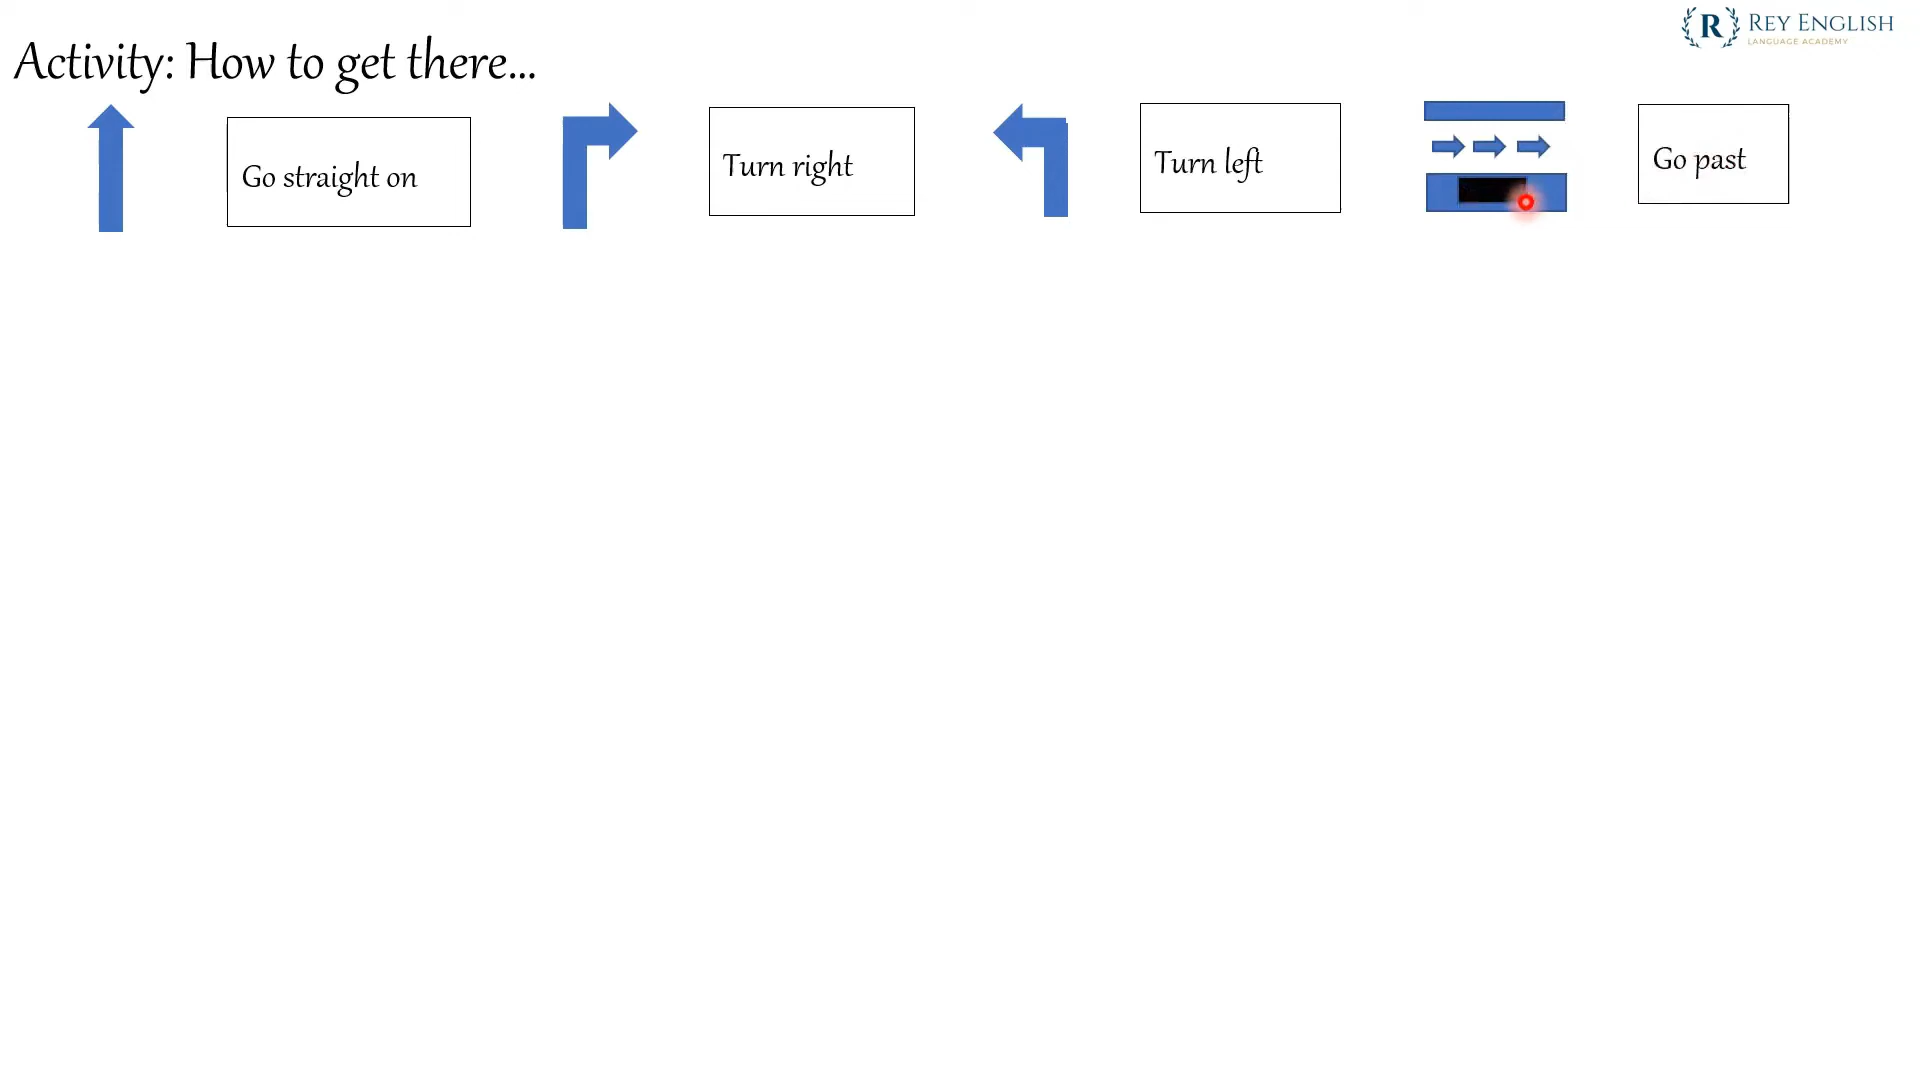 R REY ENGLISH
LANGUAGE ACADEMY
Activity: How to get there...
Go straight on
Turn right
Turn left
Go past